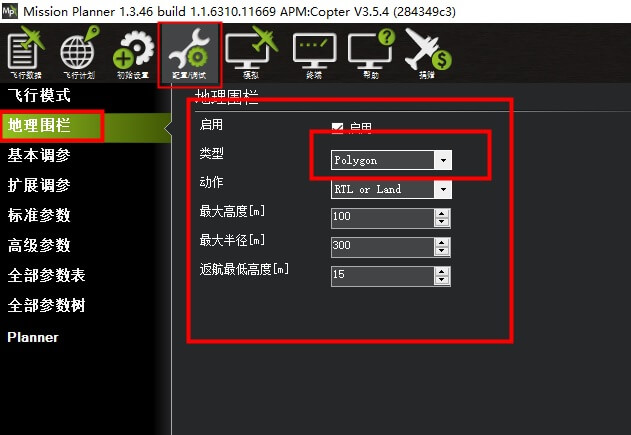 Mp Mission Planner 1.3.46 build 1.1.6310.11669 APM:Copter V3.5.4 (284349c3)
飞行数据 飞行计划 初始设置 配置/调试 模拟 终端 帮助 捐赠
飞行模式
地理围栏
基本调参
扩展调参
标准参数
高级参数
全部参数表
全部参数树
Planner
地理围栏
启用 启用
类型 Polygon
动作 RTL or Land
最大高度[m] 100
最大半径[m] 300
返航最低高度[m] 15